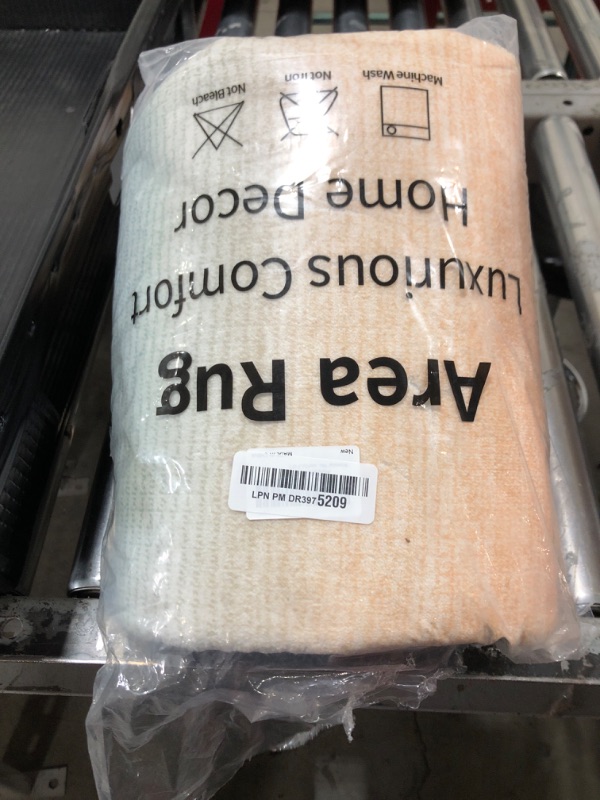 Area Rug
Luxurious Comfort
Home Decor
Machine Wash
Not Iron
Not Bleach
New
LPN PM DR3975209